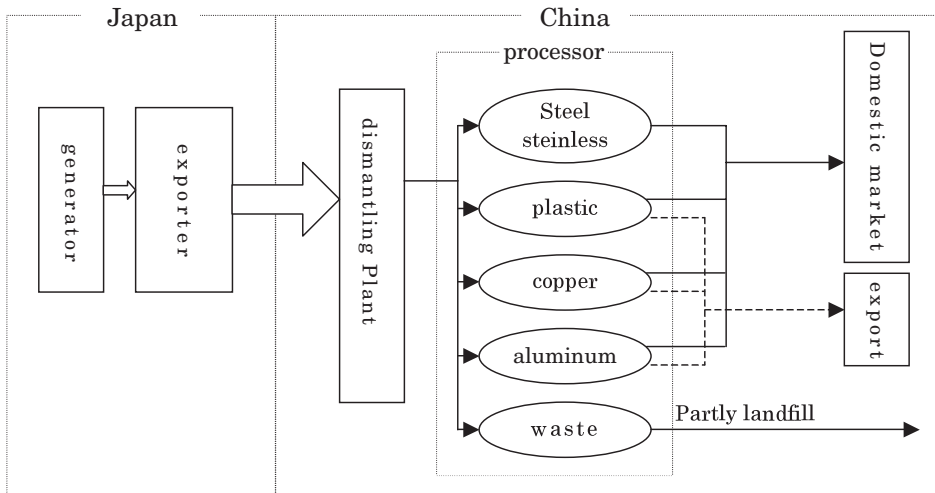 Japan
China
processor
generator
exporter
dismantling Plant
Steel
steinless
plastic
copper
aluminum
waste
Domestic market
export
Partly landfill